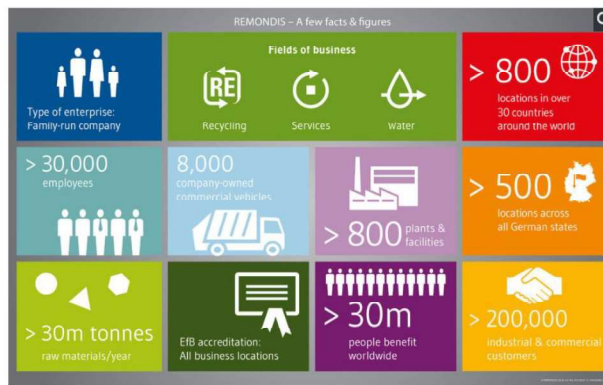 REMONDIS – A few facts & figures
Type of enterprise:
Family-run company
Fields of business
RE
Recycling
Services
Water
> 800
locations in over
30 countries
around the world
> 30,000
employees
8,000
company-owned
commercial vehicles
> 800 plants &
facilities
> 500
locations across
all German states
> 30m tonnes
raw materials/year
EfB accreditation:
All business locations
> 30m
people benefit
worldwide
> 200,000
industrial & commercial
customers